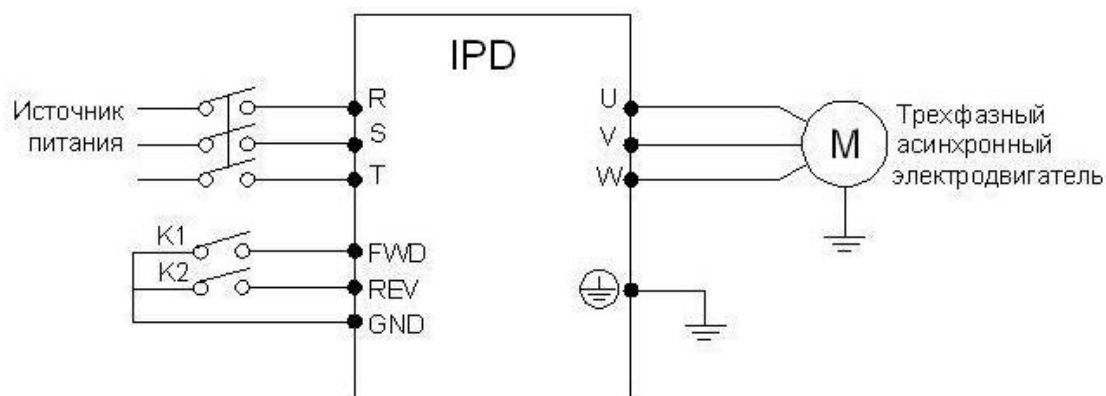 IPD
Источник
питания
R
S
T
K1
K2
FWD
REV
GND
U
V
W
M
Трехфазный
асинхронный
электродвигатель